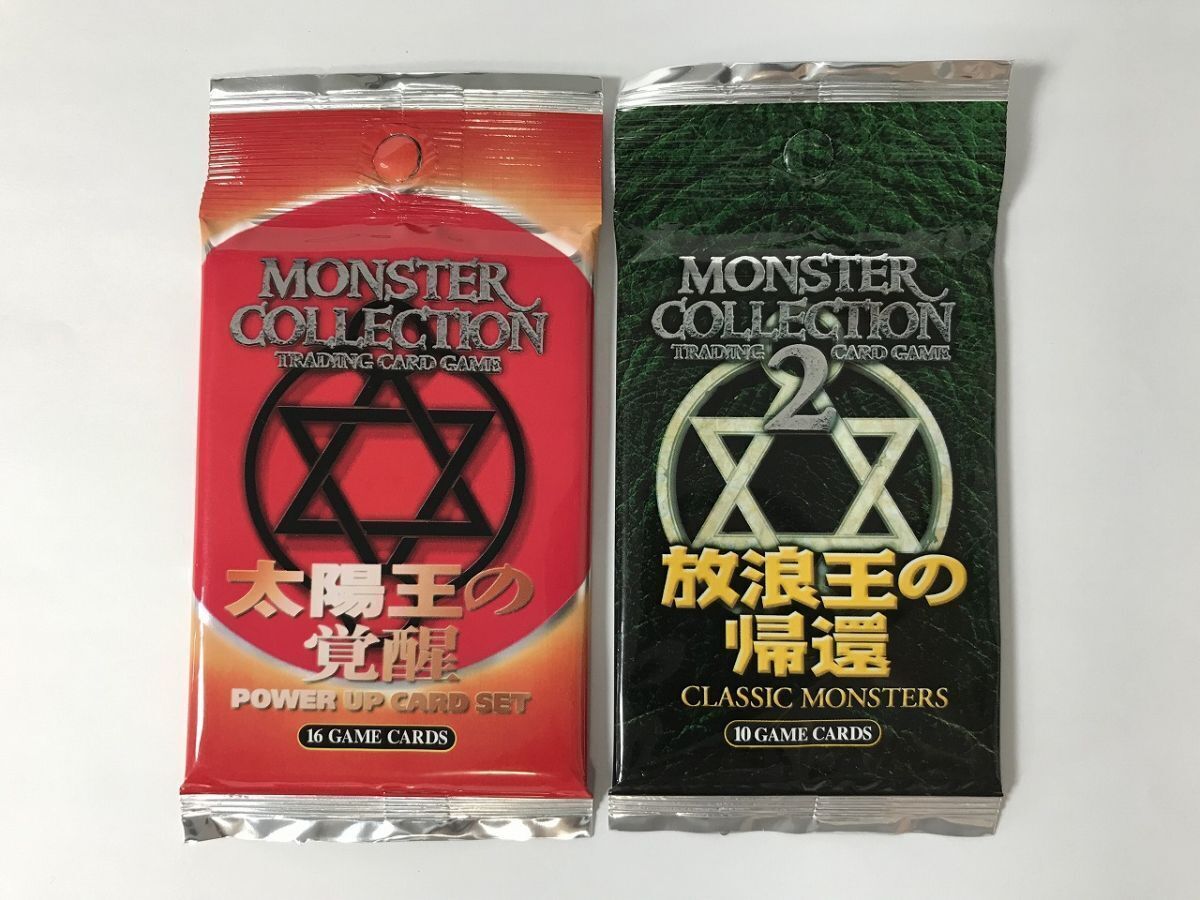 MONSTER
COLLECTION
TRADING CARD GAME
太陽王の
覚醒
POWER UP CARD SET
16 GAME CARDS
MONSTER
COLLECTION
TRADING CARD GAME
2
放浪王の
帰還
CLASSIC MONSTERS
10 GAME CARDS